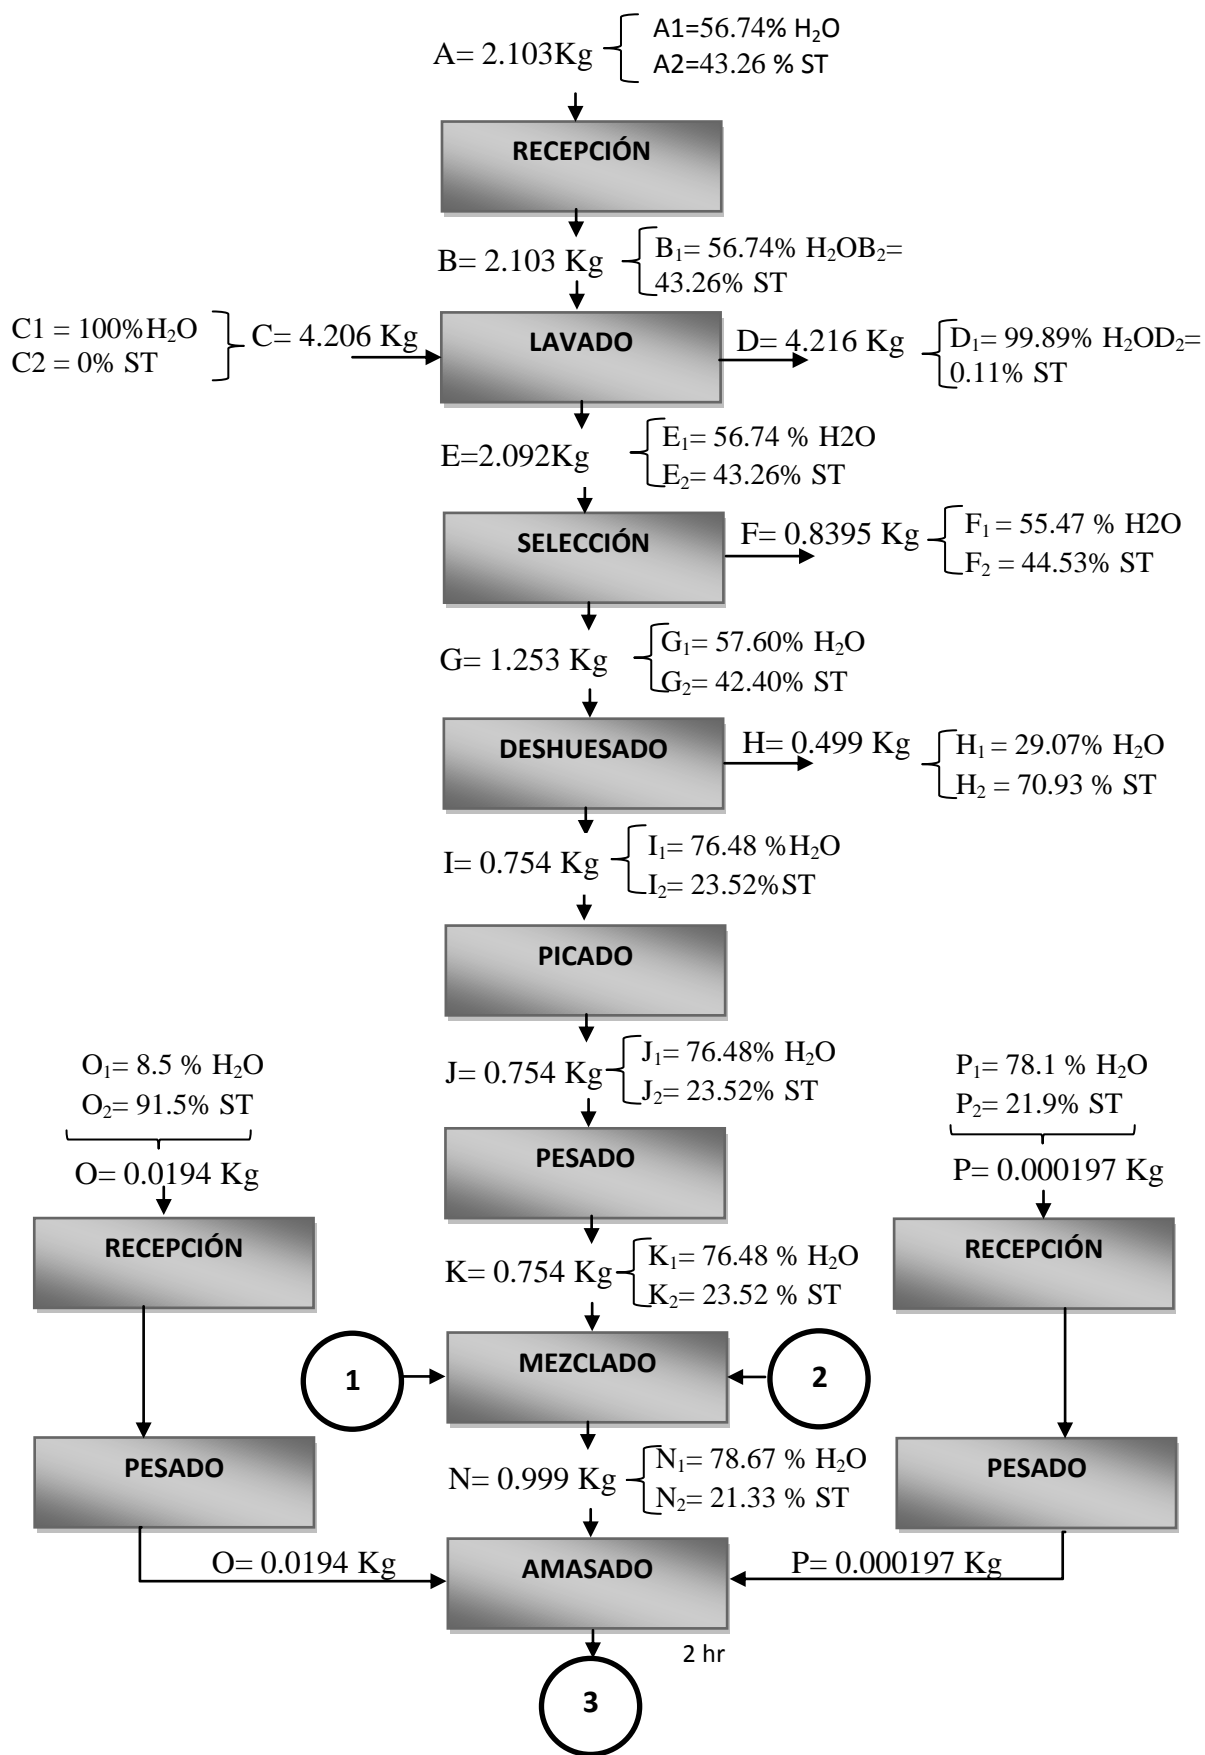 A= 2.103Kg
A1=56.74% H₂O
A2=43.26 % ST
RECEPCIÓN
B= 2.103 Kg
B₁= 56.74% H₂OB₂=
43.26% ST
C1 = 100%H₂O
C2 = 0% ST
C= 4.206 Kg
LAVADO
D= 4.216 Kg
D₁= 99.89% H₂OD₂=
0.11% ST
E=2.092Kg
E₁= 56.74 % H2O
E₂= 43.26% ST
SELECCIÓN
F= 0.8395 Kg
F₁ = 55.47 % H2O
F₂ = 44.53% ST
G= 1.253 Kg
G₁= 57.60% H₂O
G₂= 42.40% ST
DESHUESADO
H= 0.499 Kg
H₁ = 29.07% H₂O
H₂ = 70.93 % ST
I= 0.754 Kg
I₁= 76.48 %H₂O
I₂= 23.52%ST
PICADO
J= 0.754 Kg
J₁= 76.48% H₂O
J₂= 23.52% ST
O₁= 8.5 % H₂O
O₂= 91.5% ST
O= 0.0194 Kg
PESADO
P₁= 78.1 % H₂O
P₂= 21.9% ST
P= 0.000197 Kg
RECEPCIÓN
RECEPCIÓN
K= 0.754 Kg
K₁= 76.48 % H₂O
K₂= 23.52 % ST
1
MEZCLADO
2
PESADO
N= 0.999 Kg
N₁= 78.67 % H₂O
N₂= 21.33 % ST
PESADO
O= 0.0194 Kg
AMASADO
P= 0.000197 Kg
2 hr
3